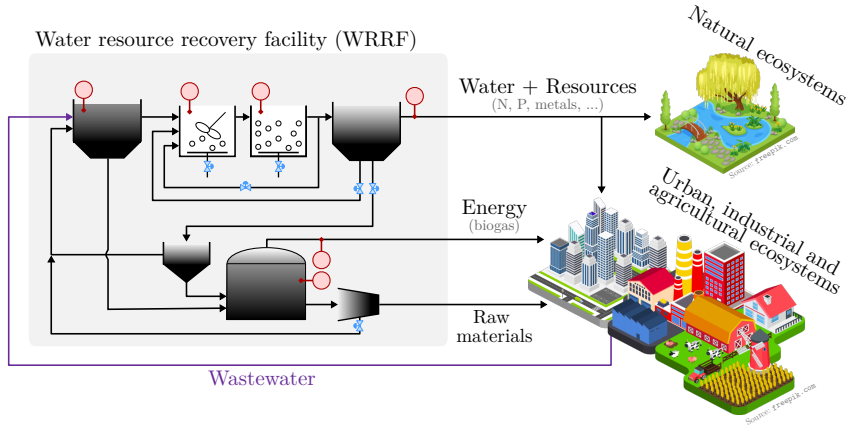 Water resource recovery facility (WRRF)
Natural ecosystems
Water + Resources
(N, P, metals, ...)
Source: freepik.com
Urban, industrial and
agricultural ecosystems
Energy
(biogas)
Raw
materials
Wastewater
Source: freepik.com